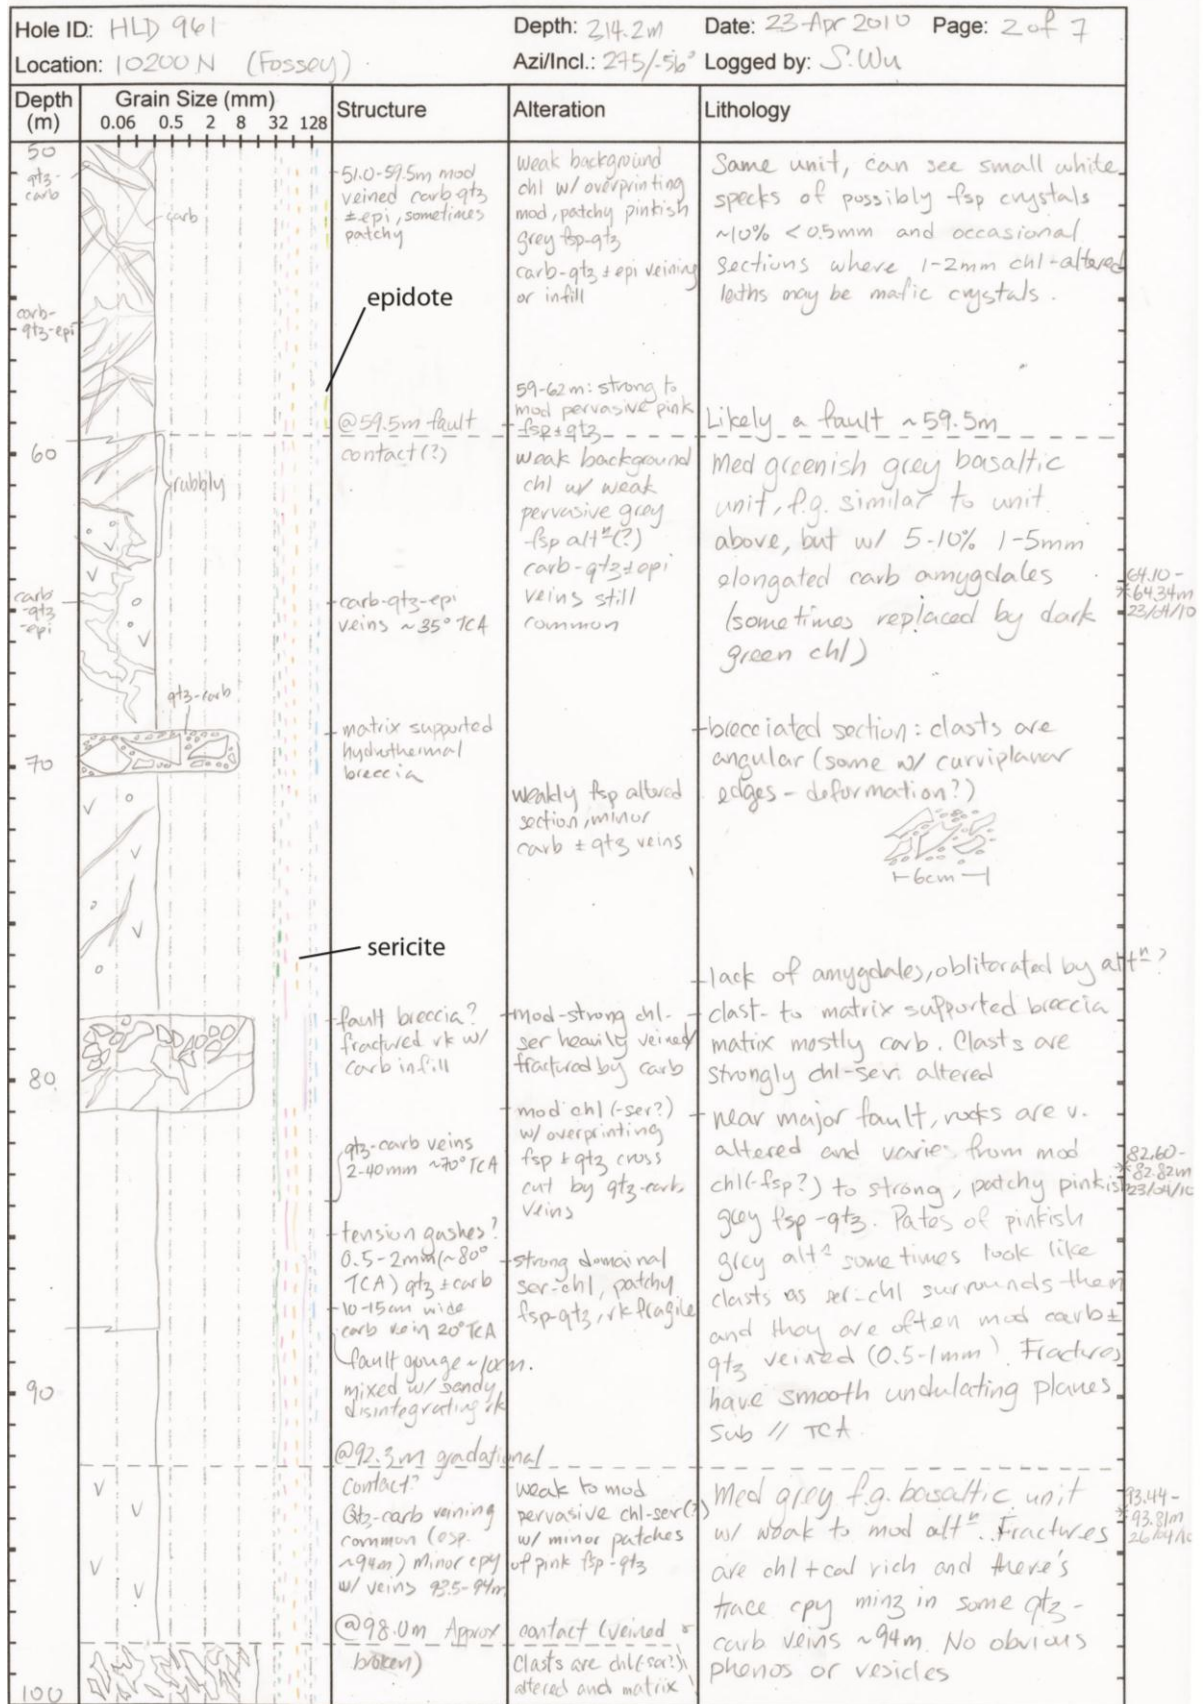 Hole ID: HLD 961 Depth: 214.2m Date: 23-Apr 2010 Page: 2 of 7
Location: 10200N (Fossey) Azi/Incl.: 275/-56° Logged by: S.Wu
Depth (m) Grain Size (mm) Structure Alteration Lithology
0.06 0.5 2 8 32 128
50
qtz-
carb
carb
carb-
qtz-epi
60
rubbly
carb
-qtz
-epi
qtz-carb
70
80
90
100
epidote
sericite
51.0-59.5m mod
veined carb-qtz
± epi, sometimes
patchy
@59.5m fault
contact(?)
carb-qtz-epi
veins ~35° TCA
matrix supported
hydrothermal
breccia
fault breccia?
fractured rk w/
carb infill
qtz-carb veins
2-40mm ~70° TCA
tension gashes?
0.5-2mm (~80°
TCA) qtz ± carb
10-15cm wide
carb vein 20° TCA
fault gouge
mixed w/ sandy
disintegrating rk
@92.3m gradational
contact?
Qtz-carb veining
common (esp.
~94m) Minor cpy
w/ veins 93.5-94m
@98.0m Approx contact (veined
broken)
weak background
chl w/ overprinting
mod, patchy pinkish
grey fsp-qtz
carb-qtz ± epi veining
or infill
59-62m: strong to
mod pervasive pink
fsp ± qtz
weak background
chl w/ weak
pervasive grey
fsp altⁿ(?)
carb-qtz ± epi
veins still
common
weakly fsp altered
section, minor
carb ± qtz veins
mod-strong chl-
ser heavily veined/
fractured by carb
mod chl (-ser?)
w/ overprinting
fsp ± qtz cross
cut by qtz-carb
veins
strong domainal
ser-chl, patchy
fsp-qtz, rk fragile
weak to mod
pervasive chl-ser(?)
w/ minor patches
of pink fsp-qtz
Clasts are chl(-ser?)
altered and matrix
Same unit, can see small white
specks of possibly fsp crystals
~10% <0.5mm and occasional
sections where 1-2mm chl-altered
laths may be mafic crystals.
Likely a fault ~59.5m
Med greenish grey basaltic
unit, f.g. similar to unit
above, but w/ 5-10% 1-5mm
elongated carb amygdales
(sometimes replaced by dark
green chl)
brecciated section: clasts are
angular (some w/ curviplanar
edges - deformation?)
6cm
lack of amygdales, obliterated by altⁿ?
clast- to matrix supported breccia
matrix mostly carb. Clasts are
strongly chl-ser altered
near major fault, rocks are v.
altered and varies from mod
chl(-fsp?) to strong, patchy pinkish
grey fsp-qtz. Pates of pinkish
grey altⁿ sometimes look like
clasts as ser-chl surrounds them
and they are often mod carb ±
qtz veined (0.5-1mm). Fractures
have smooth undulating planes
sub // TCA
Med grey f.g. basaltic unit
w/ weak to mod altⁿ. Fractures
are chl + cal rich and there's
trace cpy minz in some qtz-
carb veins ~94m. No obvious
phenos or vesicles
64.10-
64.34m
23/04/10
82.60-
82.82m
23/04/10
93.44-
93.81m
26/04/10